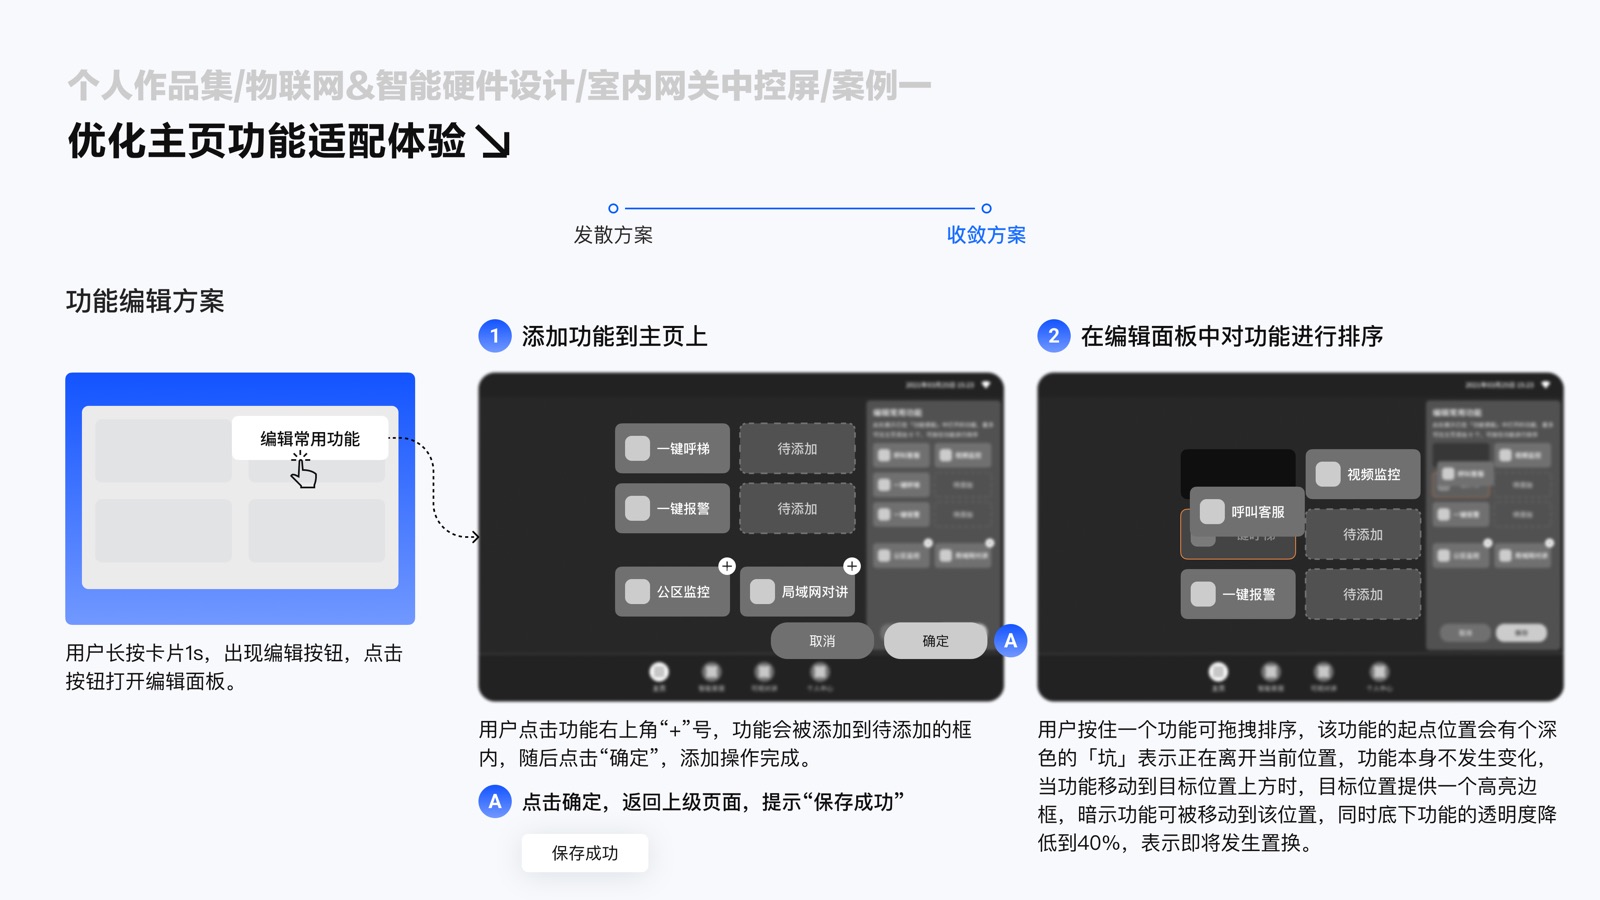 个人作品集/物联网&智能硬件设计/室内网关中控屏/案例一
优化主页功能适配体验
发散方案
收敛方案
功能编辑方案
编辑常用功能
用户长按卡片1s，出现编辑按钮，点击
按钮打开编辑面板。
1 添加功能到主页上
一键呼梯
待添加
一键报警
待添加
公区监控
局域网对讲
取消
确定
A
用户点击功能右上角“+”号，功能会被添加到待添加的框
内，随后点击“确定”，添加操作完成。
A 点击确定，返回上级页面，提示“保存成功”
保存成功
2 在编辑面板中对功能进行排序
视频监控
呼叫客服
待添加
一键报警
待添加
用户按住一个功能可拖拽排序，该功能的起点位置会有个深
色的「坑」表示正在离开当前位置，功能本身不发生变化，
当功能移动到目标位置上方时，目标位置提供一个高亮边
框，暗示功能可被移动到该位置，同时底下功能的透明度降
低到40%，表示即将发生置换。